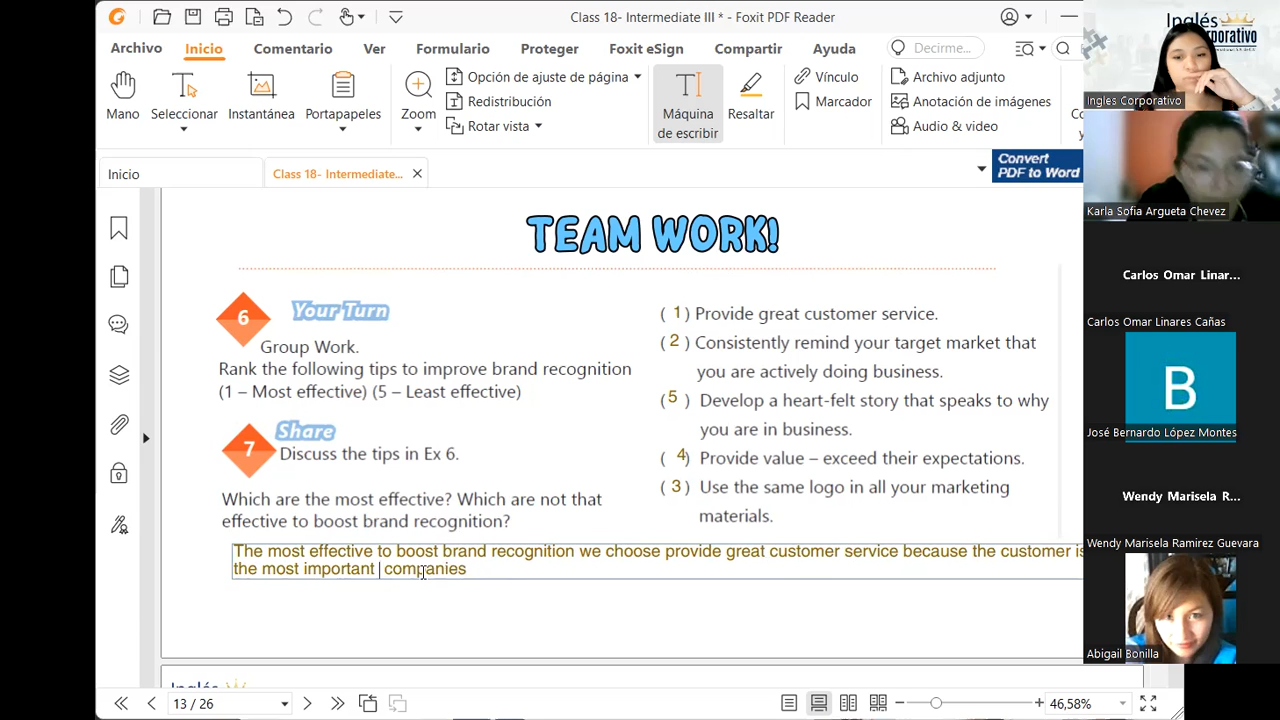 Class 18- Intermediate III * - Foxit PDF Reader
Archivo
Inicio
Comentario
Ver
Formulario
Proteger
Foxit eSign
Compartir
Ayuda
Decirme...
Mano
Seleccionar
Instantánea
Portapapeles
Zoom
Opción de ajuste de página
Redistribución
Rotar vista
Máquina
de escribir
Resaltar
Vínculo
Marcador
Archivo adjunto
Anotación de imágenes
Audio & video
Inicio
Class 18- Intermediate...
Convert
PDF to Word
TEAM WORK!
6
Your Turn
Group Work.
Rank the following tips to improve brand recognition
(1 – Most effective) (5 – Least effective)
7
Share
Discuss the tips in Ex 6.
Which are the most effective? Which are not that
effective to boost brand recognition?
( 1 ) Provide great customer service.
( 2 ) Consistently remind your target market that
you are actively doing business.
( 5 ) Develop a heart-felt story that speaks to why
you are in business.
( 4 ) Provide value – exceed their expectations.
( 3 ) Use the same logo in all your marketing
materials.
The most effective to boost brand recognition we choose provide great customer service because the customer is
the most important companies
Inglés
13 / 26
46,58%
Inglés
Corporativo
Ingles Corporativo
Karla Sofia Argueta Chevez
Carlos Omar Linar...
Carlos Omar Linares Cañas
B
José Bernardo López Montes
Wendy Marisela R...
Wendy Marisela Ramirez Guevara
Abigail Bonilla